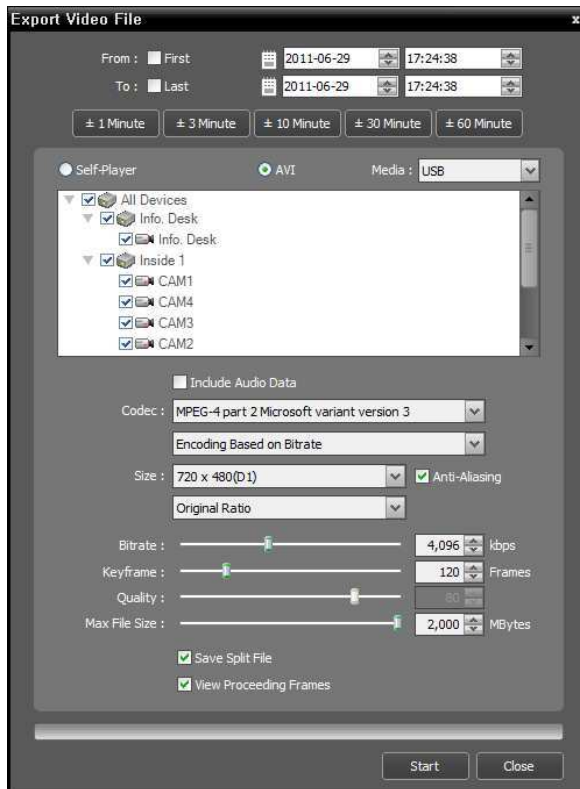 Export Video File x
From : First 2011-06-29 17:24:38
To : Last 2011-06-29 17:24:38
± 1 Minute ± 3 Minute ± 10 Minute ± 30 Minute ± 60 Minute
Self-Player AVI Media : USB
All Devices
Info. Desk
Info. Desk
Inside 1
CAM1
CAM4
CAM3
CAM2
Include Audio Data
Codec : MPEG-4 part 2 Microsoft variant version 3
Encoding Based on Bitrate
Size : 720 x 480(D1) Anti-Aliasing
Original Ratio
Bitrate : 4,096 kbps
Keyframe : 120 Frames
Quality : 80
Max File Size : 2,000 MBytes
Save Split File
View Proceeding Frames
Start Close